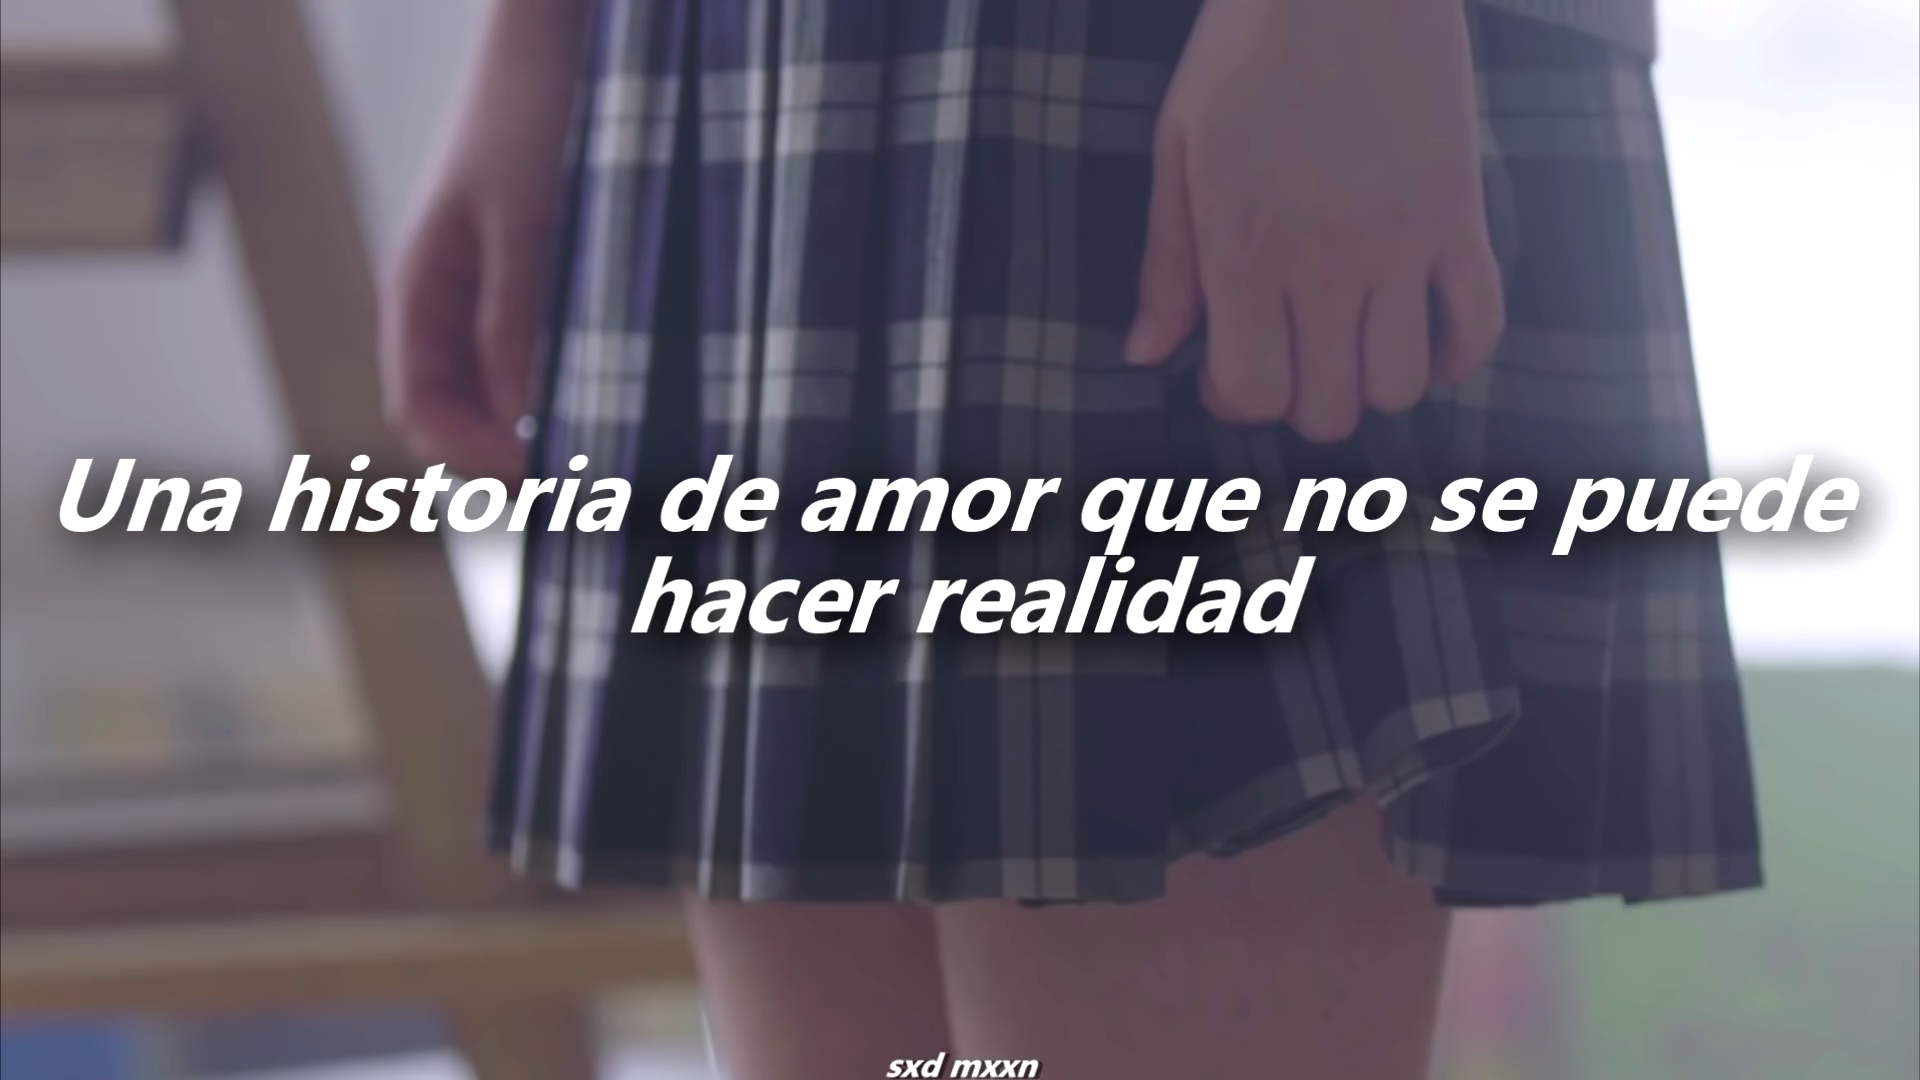 Una historia de amor que no se puede
hacer realidad
sxd mxxn